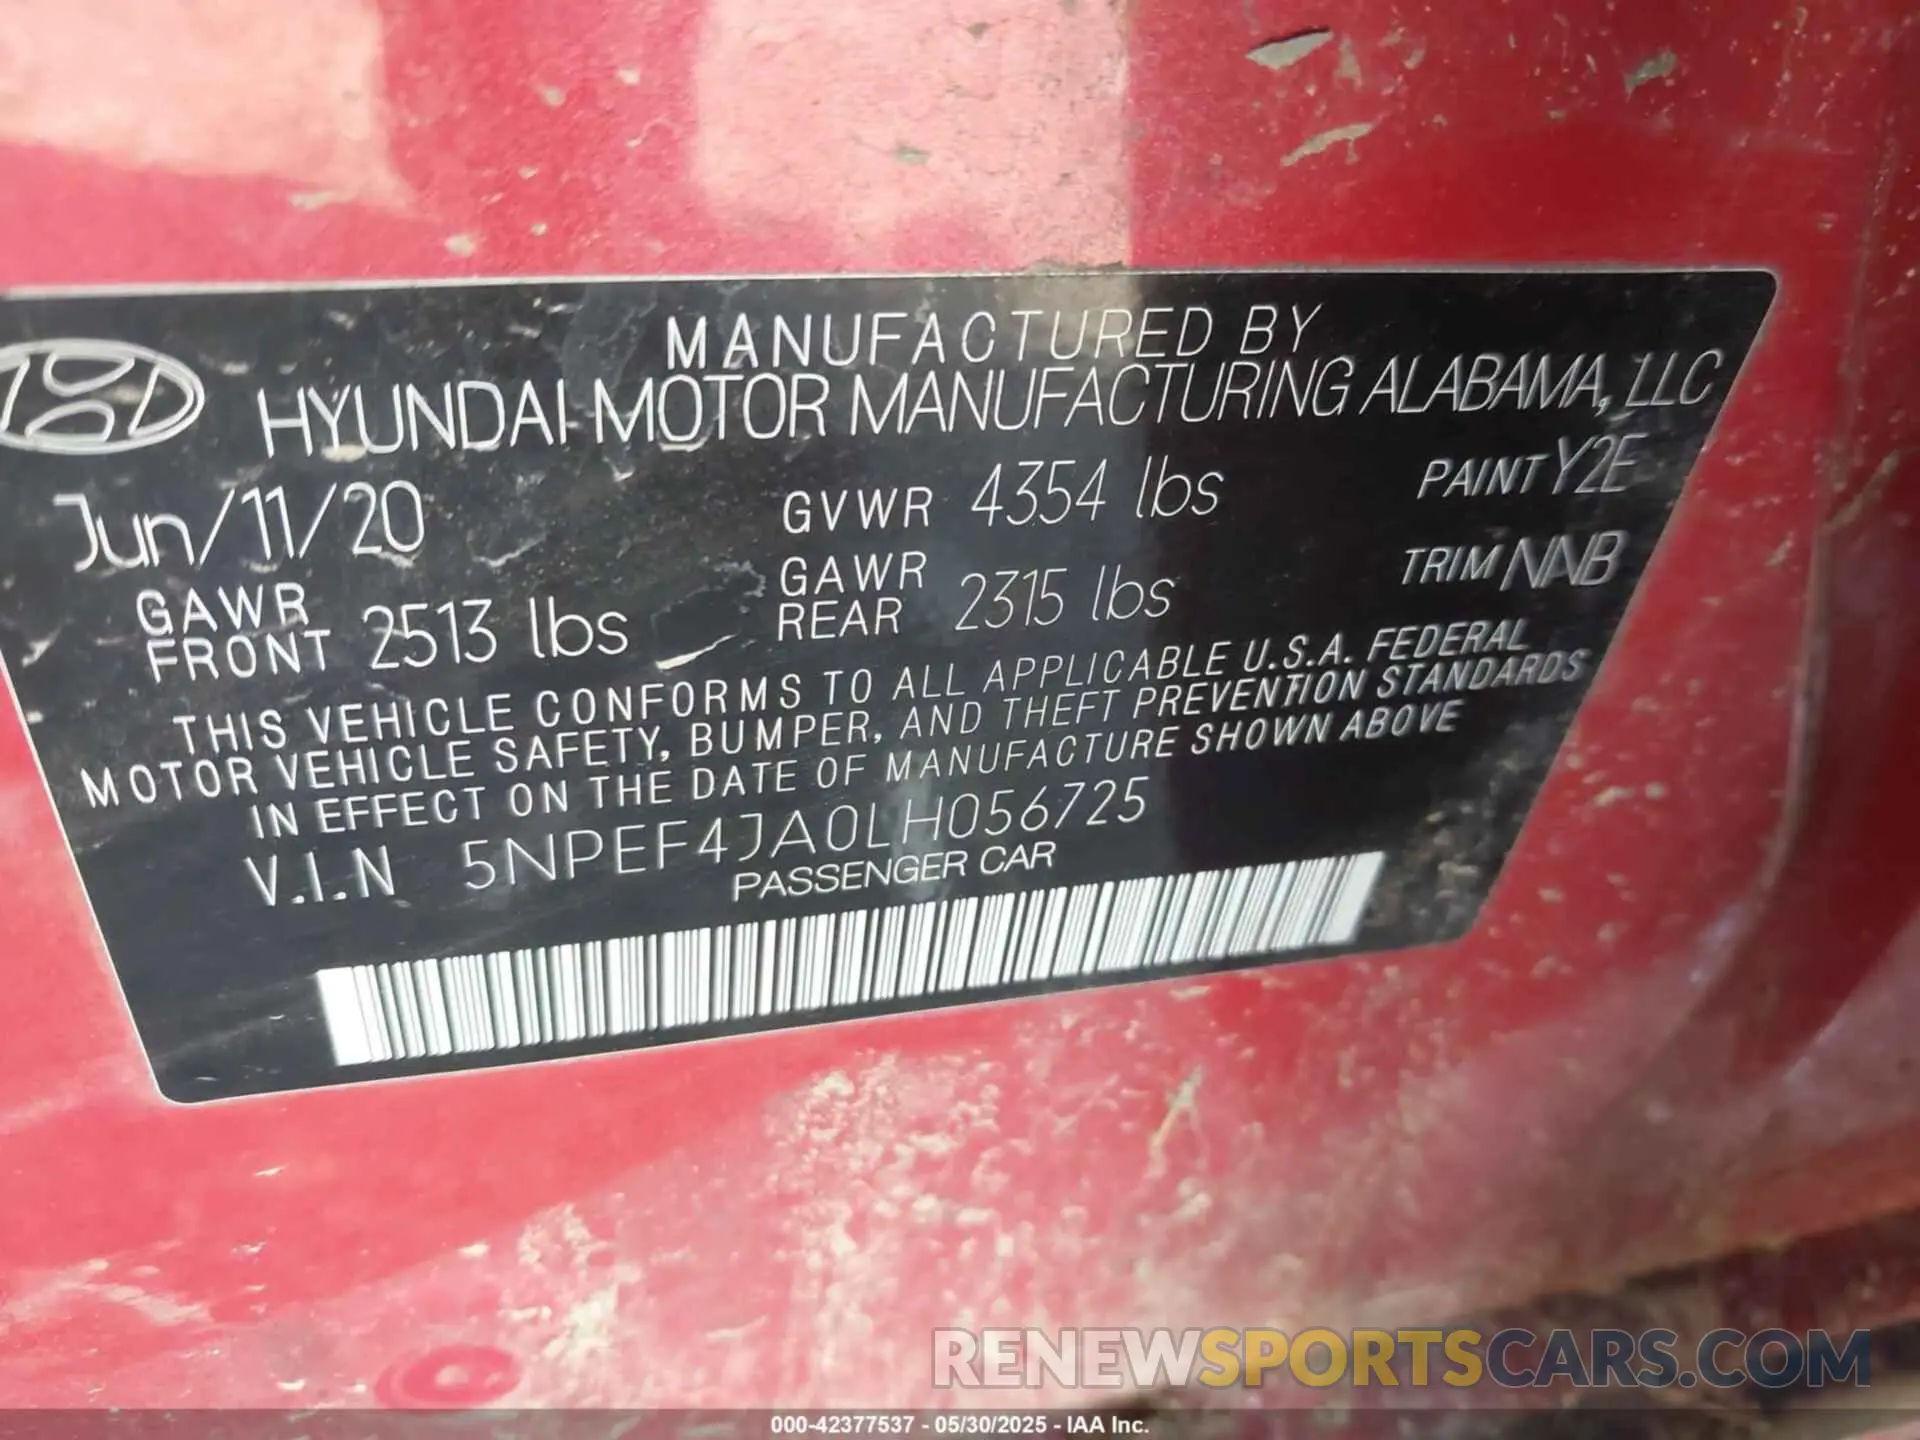 MANUFACTURED BY
HYUNDAI MOTOR MANUFACTURING ALABAMA, LLC
Jun/11/20 GVWR 4354 lbs PAINT Y2E
GAWR FRONT 2513 lbs GAWR REAR 2315 lbs TRIM NNB
THIS VEHICLE CONFORMS TO ALL APPLICABLE U.S.A. FEDERAL
MOTOR VEHICLE SAFETY, BUMPER, AND THEFT PREVENTION STANDARDS
IN EFFECT ON THE DATE OF MANUFACTURE SHOWN ABOVE
V.I.N 5NPEF4JA0LH056725
PASSENGER CAR
RENEWSPORTSCARS.COM
000-42377537 - 05/30/2025 - IAA Inc.